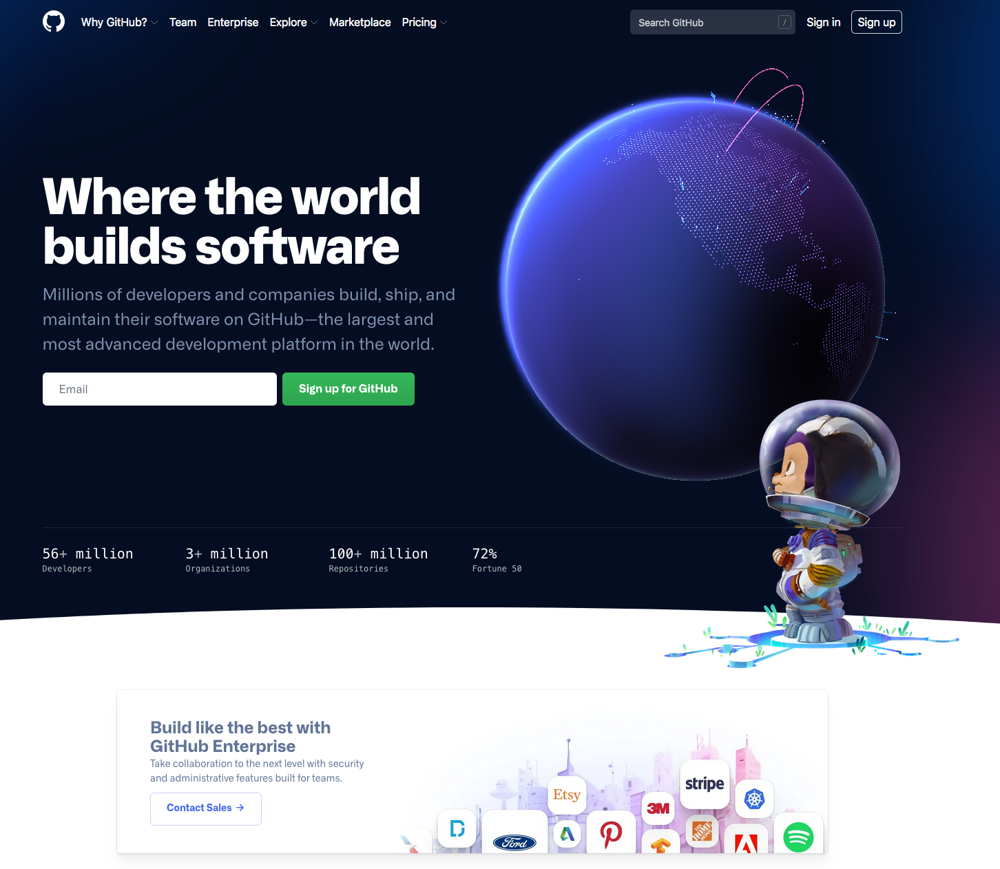 Why GitHub? Team Enterprise Explore Marketplace Pricing Search GitHub / Sign in Sign up
Where the world
builds software
Millions of developers and companies build, ship, and
maintain their software on GitHub—the largest and
most advanced development platform in the world.
Email Sign up for GitHub
56+ million 3+ million 100+ million 72%
Developers Organizations Repositories Fortune 50
Build like the best with
GitHub Enterprise
Take collaboration to the next level with security
and administrative features built for teams.
Contact Sales →
stripe
Etsy
3M
THE HOME DEPOT
Ford